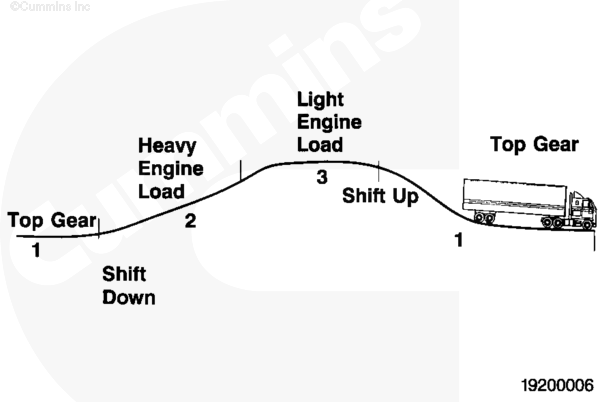 ©Cummins Inc
Cummins
Light
Engine
Load
Heavy
Engine
Load
Top Gear
3
Shift Up
Top Gear
2
1
1
Shift
Down
19200006